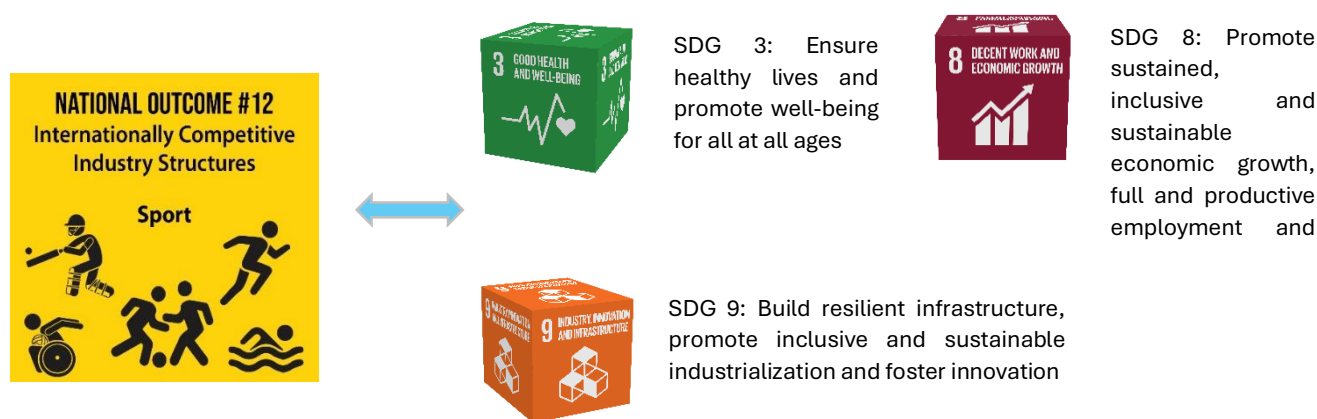 NATIONAL OUTCOME #12
Internationally Competitive
Industry Structures
Sport
3 GOOD HEALTH
AND WELL-BEING
3
SDG 3: Ensure
healthy lives and
promote well-being
for all at all ages
8 DECENT WORK AND
ECONOMIC GROWTH
SDG 8: Promote
sustained,
inclusive and
sustainable
economic growth,
full and productive
employment and
9
9 INDUSTRY, INNOVATION
AND INFRASTRUCTURE
SDG 9: Build resilient infrastructure,
promote inclusive and sustainable
industrialization and foster innovation